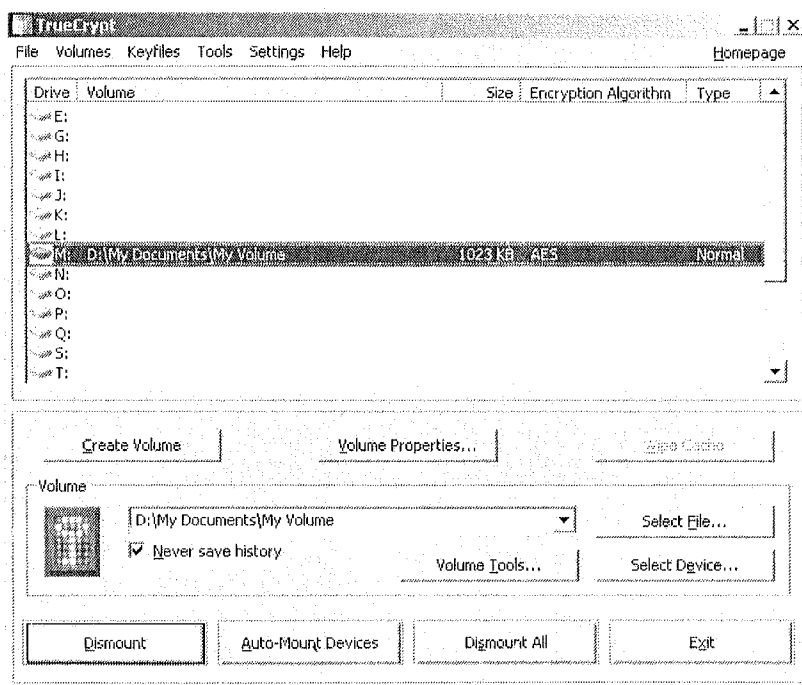 TrueCrypt
File Volumes Keyfiles Tools Settings Help Homepage
Drive Volume Size Encryption Algorithm Type
E:
G:
H:
I:
J:
K:
L:
M: D:\My Documents\My Volume 1023 KB AES Normal
N:
O:
P:
Q:
S:
T:
Create Volume Volume Properties... Wipe Cache
Volume
D:\My Documents\My Volume Select File...
Never save history
Volume Tools... Select Device...
Dismount Auto-Mount Devices Dismount All Exit